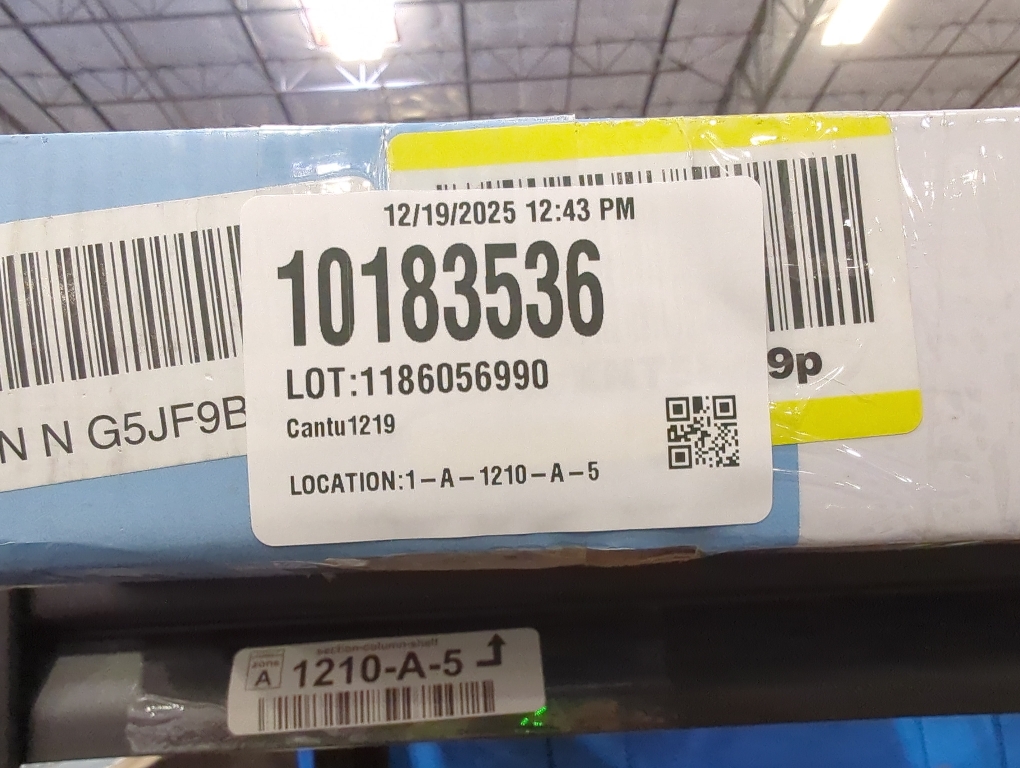 12/19/2025 12:43 PM
10183536
LOT:1186056990
Cantu1219
LOCATION:1-A-1210-A-5
9p
N N G5JF9B
section-column-shelf
zone
A
1210-A-5